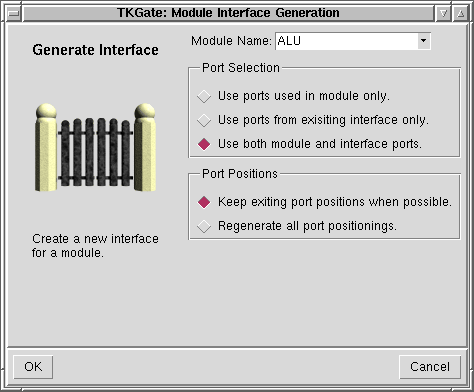 TKGate: Module Interface Generation
Generate Interface
Module Name: ALU
Port Selection
Use ports used in module only.
Use ports from exisiting interface only.
Use both module and interface ports.
Port Positions
Keep exiting port positions when possible.
Regenerate all port positionings.
Create a new interface
for a module.
OK
Cancel